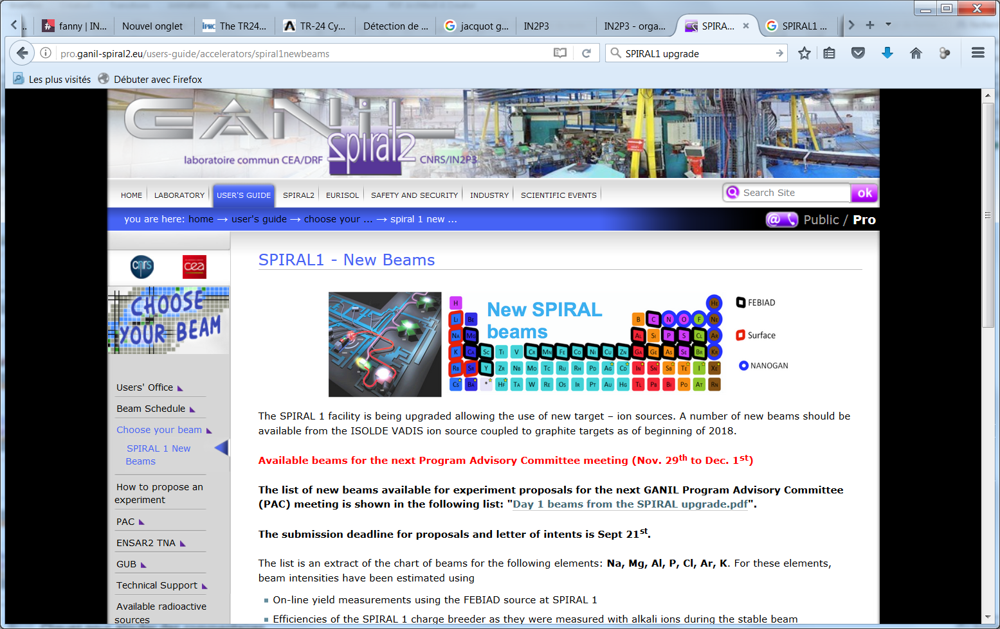 fanny | IN...
Nouvel onglet
iPHC The TR24...
TR-24 Cy...
Détection de ...
jacquot g...
IN2P3
IN2P3 - orga...
SPIRA...
SPIRAL1 ...
pro.ganil-spiral2.eu/users-guide/accelerators/spiral1newbeams
SPIRAL1 upgrade
Les plus visités
Débuter avec Firefox
GANIL
spiral2
laboratoire commun CEA/DRF
CNRS/IN2P3
HOME
LABORATORY
USER'S GUIDE
SPIRAL2
EURISOL
SAFETY AND SECURITY
INDUSTRY
SCIENTIFIC EVENTS
Search Site
ok
you are here: home → user's guide → choose your ... → spiral 1 new ...
@
Public / Pro
cnrs
cea
CHOOSE
YOUR BEAM
Users' Office
Beam Schedule
Choose your beam
SPIRAL 1 New
Beams
How to propose an
experiment
PAC
ENSAR2 TNA
GUB
Technical Support
Available radioactive
sources
SPIRAL1 - New Beams
New SPIRAL
beams
H He
Li Be B C N O F Ne
Na Mg Al Si P S Cl Ar
K Ca Sc Ti V Cr Mn Fe Co Ni Cu Zn Ga Ge As Se Br Kr
Rb Sr Y Zr Nb Mo Tc Ru Rh Pd Ag Cd In Sn Sb Te I Xe
Cs Ba * Hf Ta W Re Os Ir Pt Au Hg Tl Pb Bi Po At Rn
FEBIAD
Surface
NANOGAN
The SPIRAL 1 facility is being upgraded allowing the use of new target – ion sources. A number of new beams should be
available from the ISOLDE VADIS ion source coupled to graphite targets as of beginning of 2018.
Available beams for the next Program Advisory Committee meeting (Nov. 29th to Dec. 1st)
The list of new beams available for experiment proposals for the next GANIL Program Advisory Committee
(PAC) meeting is shown in the following list: "Day 1 beams from the SPIRAL upgrade.pdf".
The submission deadline for proposals and letter of intents is Sept 21st.
The list is an extract of the chart of beams for the following elements: Na, Mg, Al, P, Cl, Ar, K. For these elements,
beam intensities have been estimated using
On-line yield measurements using the FEBIAD source at SPIRAL 1
Efficiencies of the SPIRAL 1 charge breeder as they were measured with alkali ions during the stable beam